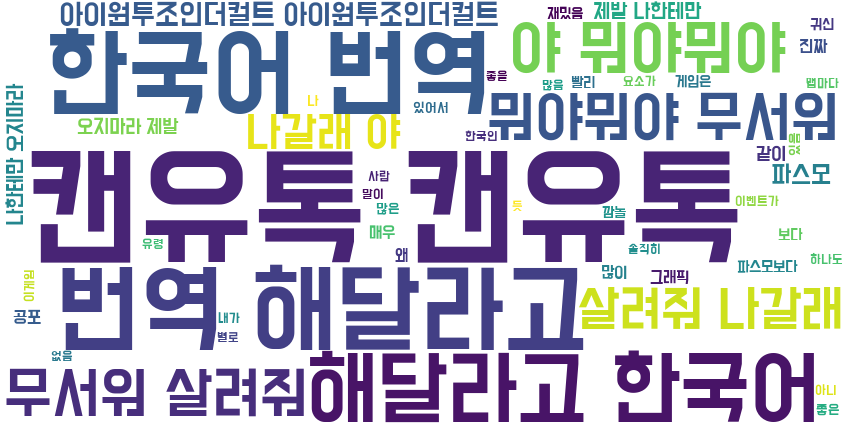 아이원투조인더컬트 아이원투조인더컬트
재밌음
제발 나한테만
귀신
진짜
한국어 번역
야 뭐야뭐야
좋을
많음
빨리
요소가
게임은
맵마다
나한테만 오지마라
오지마라 제발
나
있어서
나갈래 야
뭐야뭐야 무서워
한국인
있음
같이
캔유톡 캔유톡
사람
파스모
말이
많은
듯
깜놀
이벤트가
매우
유령
왜
솔직히
보다
번역 해달라고
많이
그래픽
파스모보다
하나도
이게임
공포
내가
별로
살려줘 나갈래
없음
무서워 살려줘
해달라고 한국어
아니
좋은